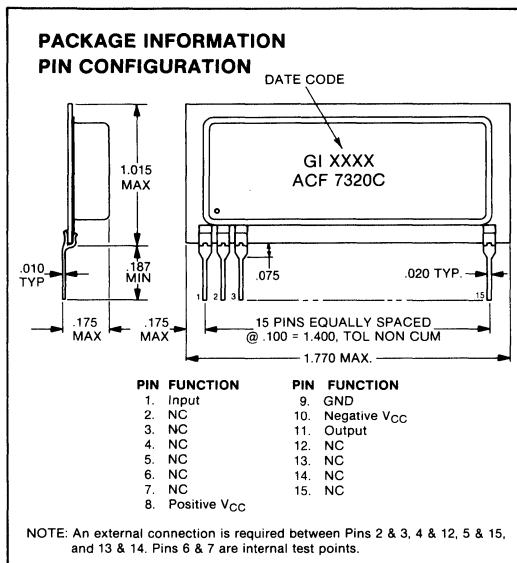 PACKAGE INFORMATION
PIN CONFIGURATION
DATE CODE
GI XXXX
ACF 7320C
1.015
MAX
.010
TYP
.187
MIN
.075
.020 TYP.
1
2
3
15
.175
MAX
.175
MAX
15 PINS EQUALLY SPACED
@ .100 = 1.400, TOL NON CUM
1.770 MAX.
PIN FUNCTION
1. Input
2. NC
3. NC
4. NC
5. NC
6. NC
7. NC
8. Positive VCC
PIN FUNCTION
9. GND
10. Negative VCC
11. Output
12. NC
13. NC
14. NC
15. NC
NOTE: An external connection is required between Pins 2 & 3, 4 & 12, 5 & 15,
and 13 & 14. Pins 6 & 7 are internal test points.